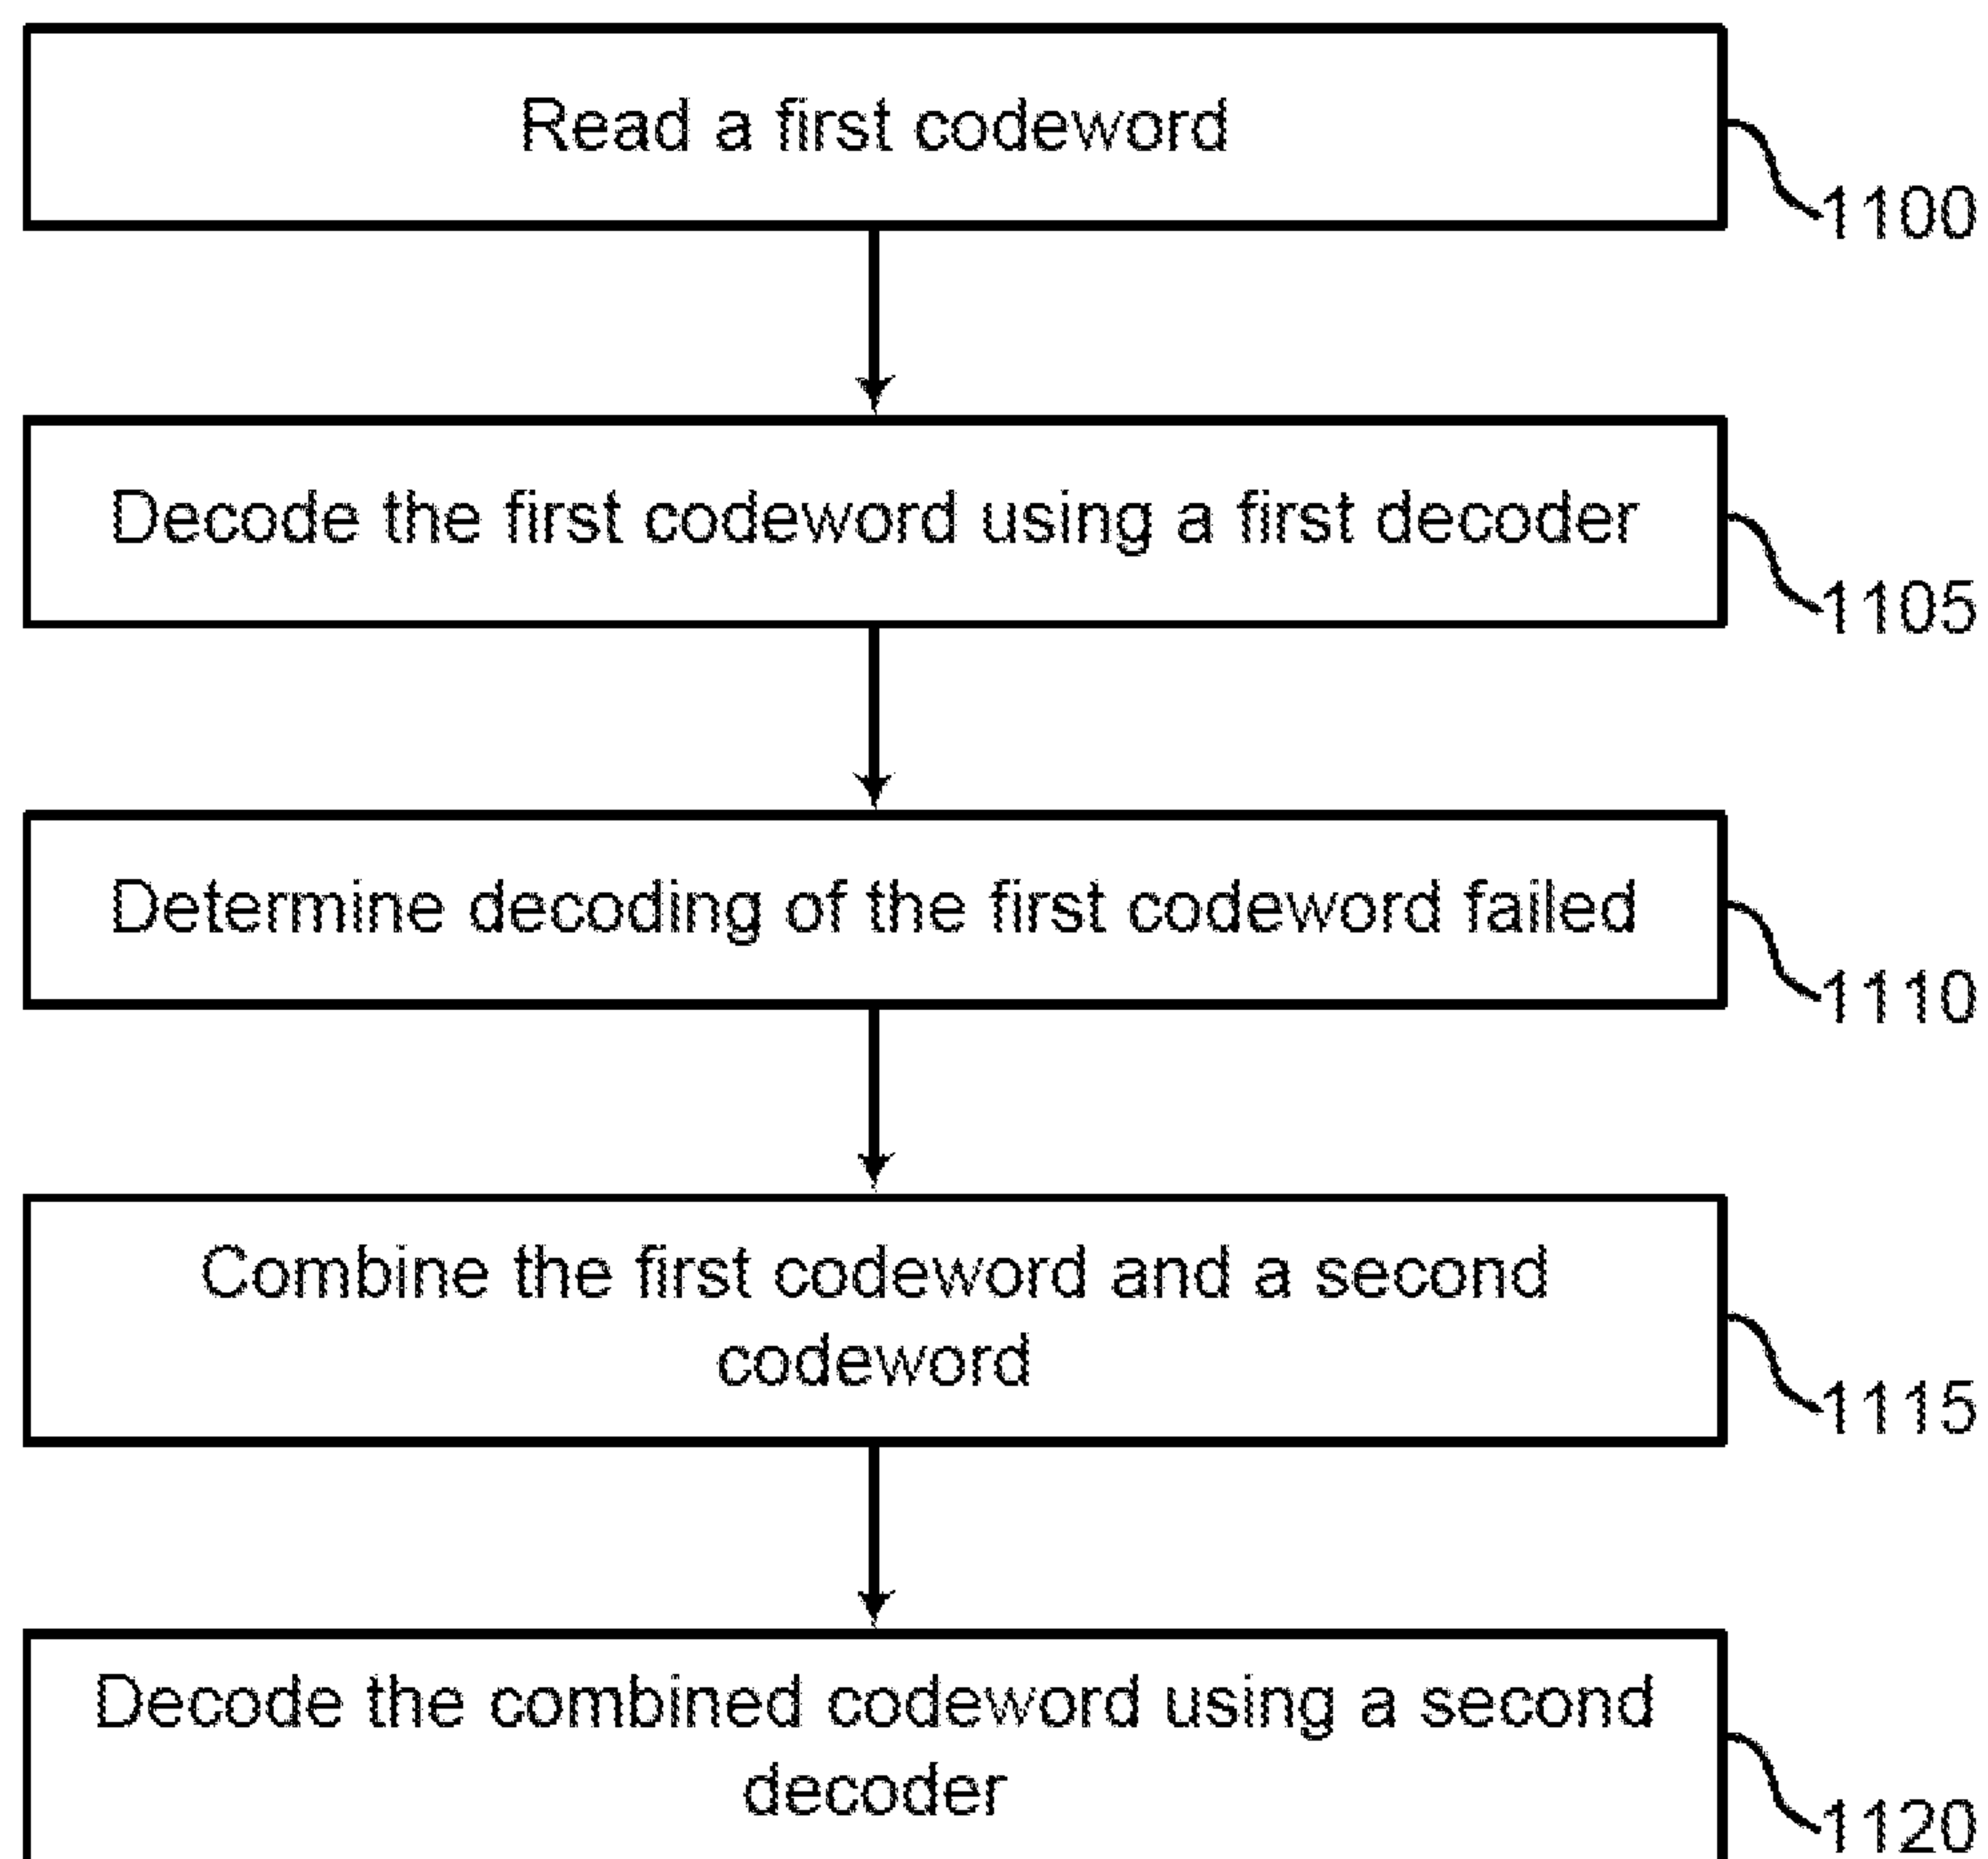 Read a first codeword
1100
Decode the first codeword using a first decoder
1105
Determine decoding of the first codeword failed
1110
Combine the first codeword and a second
codeword
1115
Decode the combined codeword using a second
decoder
1120